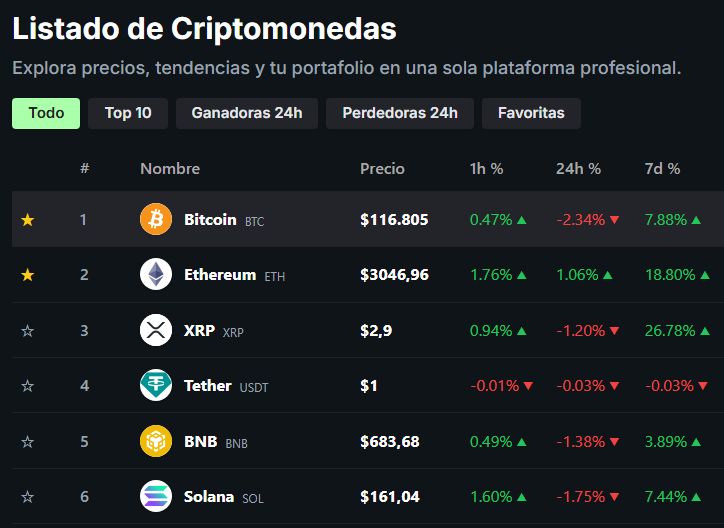 Listado de Criptomonedas
Explora precios, tendencias y tu portafolio en una sola plataforma profesional.
Todo Top 10 Ganadoras 24h Perdedoras 24h Favoritas
# Nombre Precio 1h % 24h % 7d %
★ 1 Bitcoin BTC $116.805 0.47% ▲ -2.34% ▼ 7.88% ▲
★ 2 Ethereum ETH $3046,96 1.76% ▲ 1.06% ▲ 18.80% ▲
☆ 3 XRP XRP $2,9 0.94% ▲ -1.20% ▼ 26.78% ▲
☆ 4 Tether USDT $1 -0.01% ▼ -0.03% ▼ -0.03% ▼
☆ 5 BNB BNB $683,68 0.49% ▲ -1.38% ▼ 3.89% ▲
☆ 6 Solana SOL $161,04 1.60% ▲ -1.75% ▼ 7.44% ▲